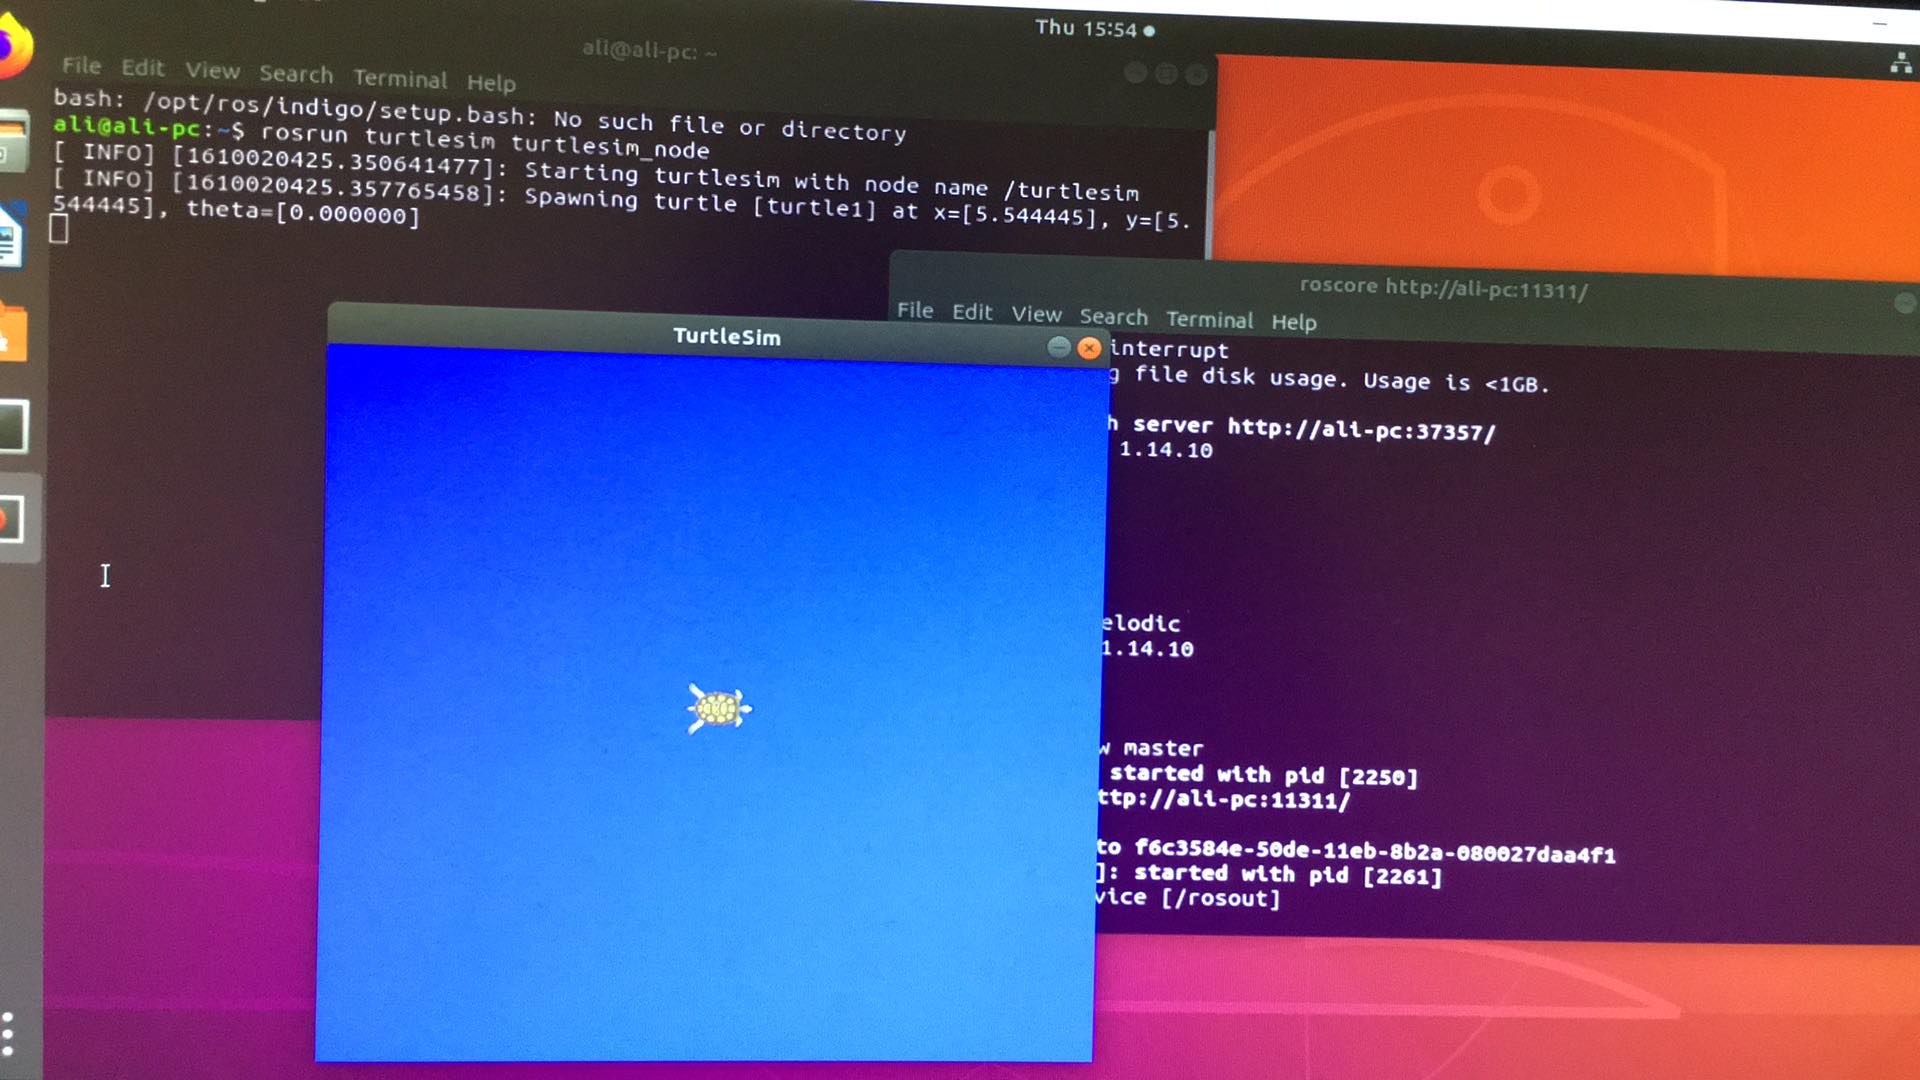 Thu 15:54
ali@ali-pc: ~
File Edit View Search Terminal Help
bash: /opt/ros/indigo/setup.bash: No such file or directory
ali@ali-pc:~$ rosrun turtlesim turtlesim_node
[ INFO] [1610020425.350641477]: Starting turtlesim with node name /turtlesim
[ INFO] [1610020425.357765458]: Spawning turtle [turtle1] at x=[5.544445], y=[5.
544445], theta=[0.000000]
roscore http://ali-pc:11311/
File Edit View Search Terminal Help
interrupt
g file disk usage. Usage is <1GB.
h server http://ali-pc:37357/
1.14.10
elodic
1.14.10
w master
started with pid [2250]
ttp://ali-pc:11311/
to f6c3584e-50de-11eb-8b2a-080027daa4f1
]: started with pid [2261]
vice [/rosout]
TurtleSim